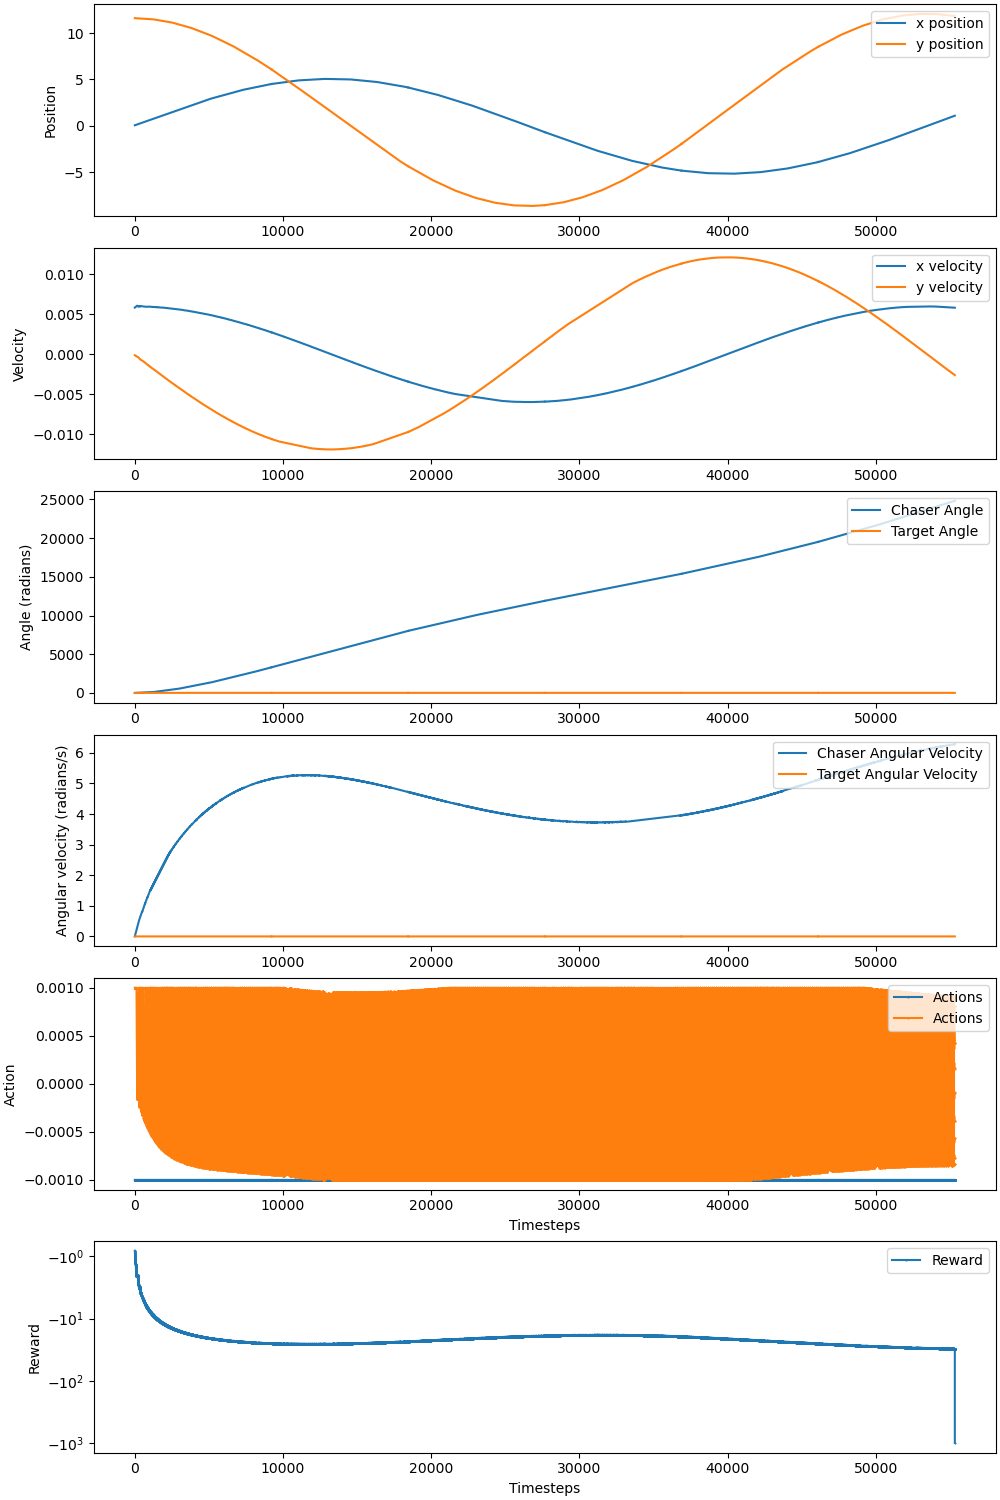 x position
y position
Position
10
5
0
−5
0 10000 20000 30000 40000 50000
x velocity
y velocity
Velocity
0.010
0.005
0.000
−0.005
−0.010
0 10000 20000 30000 40000 50000
Chaser Angle
Target Angle
Angle (radians)
25000
20000
15000
10000
5000
0
0 10000 20000 30000 40000 50000
Chaser Angular Velocity
Target Angular Velocity
Angular velocity (radians/s)
6
5
4
3
2
1
0
0 10000 20000 30000 40000 50000
Actions
Actions
Action
0.0010
0.0005
0.0000
−0.0005
−0.0010
0 10000 20000 30000 40000 50000
Timesteps
Reward
Reward
−10⁰
−10¹
−10²
−10³
0 10000 20000 30000 40000 50000
Timesteps